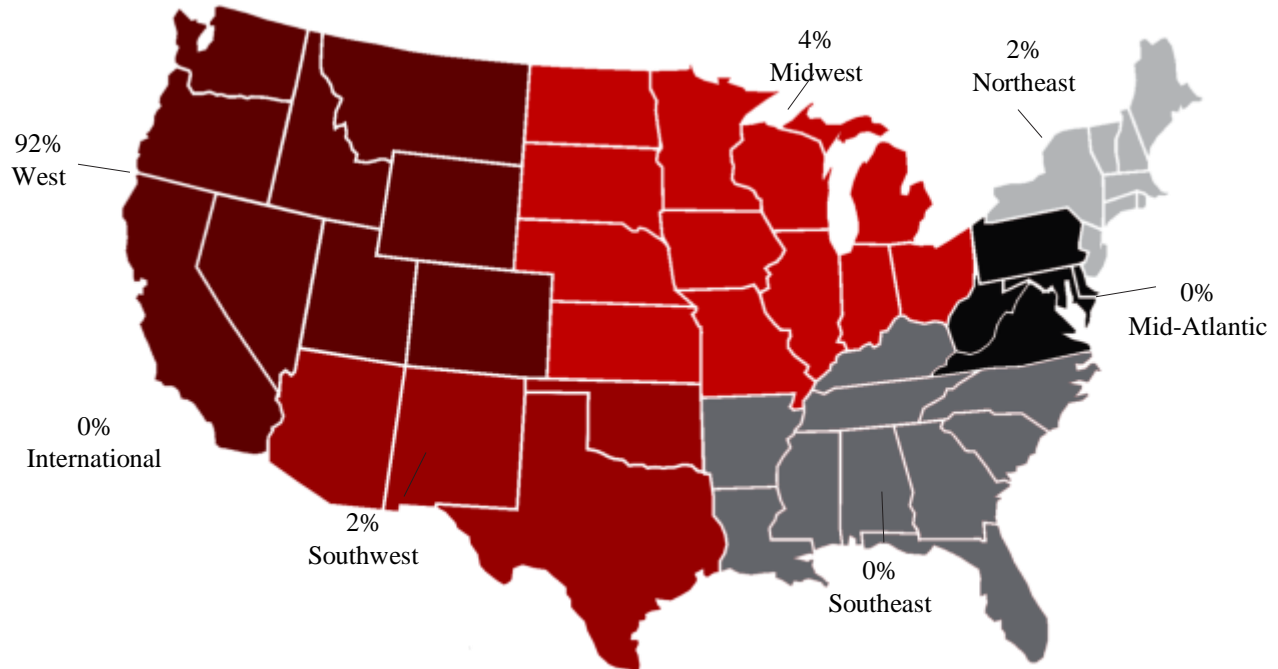 4%
Midwest
2%
Northeast
92%
West
0%
Mid-Atlantic
0%
International
2%
Southwest
0%
Southeast